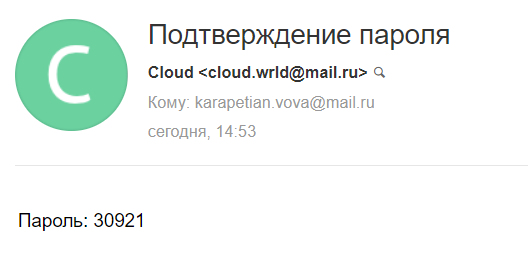 C
Подтверждение пароля
Cloud <cloud.wrld@mail.ru>
Кому: karapetian.vova@mail.ru
сегодня, 14:53
Пароль: 30921